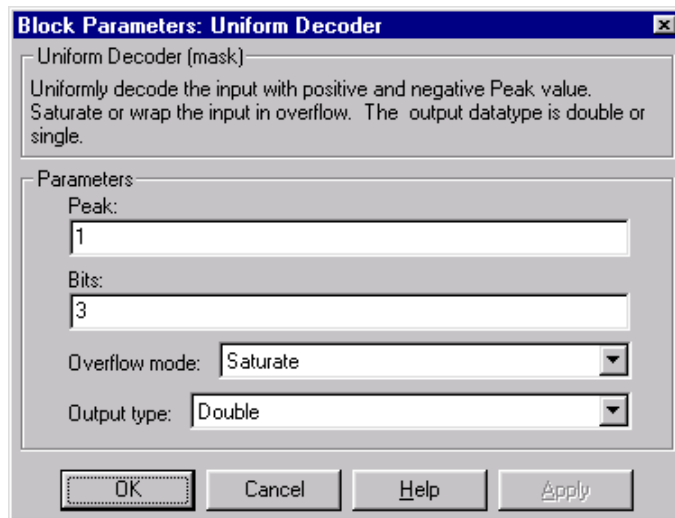 Block Parameters: Uniform Decoder
Uniform Decoder (mask)
Uniformly decode the input with positive and negative Peak value.
Saturate or wrap the input in overflow. The output datatype is double or
single.
Parameters
Peak:
1
Bits:
3
Overflow mode: Saturate
Output type: Double
OK Cancel Help Apply